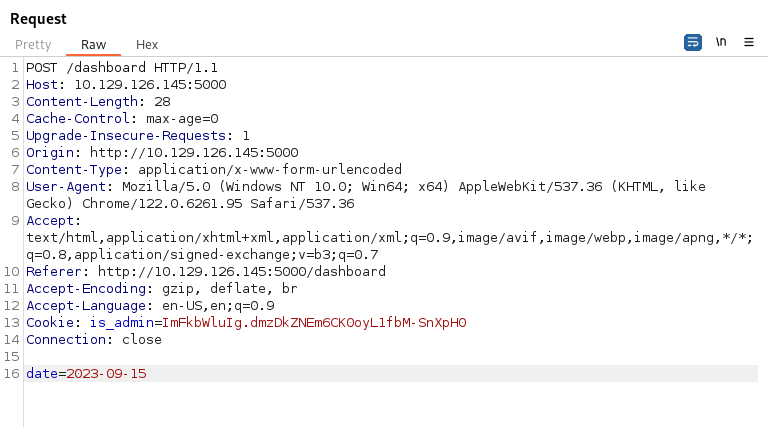 Request
Pretty Raw Hex \n
1 POST /dashboard HTTP/1.1
2 Host: 10.129.126.145:5000
3 Content-Length: 28
4 Cache-Control: max-age=0
5 Upgrade-Insecure-Requests: 1
6 Origin: http://10.129.126.145:5000
7 Content-Type: application/x-www-form-urlencoded
8 User-Agent: Mozilla/5.0 (Windows NT 10.0; Win64; x64) AppleWebKit/537.36 (KHTML, like
Gecko) Chrome/122.0.6261.95 Safari/537.36
9 Accept:
text/html,application/xhtml+xml,application/xml;q=0.9,image/avif,image/webp,image/apng,*/*;
q=0.8,application/signed-exchange;v=b3;q=0.7
10 Referer: http://10.129.126.145:5000/dashboard
11 Accept-Encoding: gzip, deflate, br
12 Accept-Language: en-US,en;q=0.9
13 Cookie: is_admin=ImFkbWluIg.dmzDkZNEm6CK0oyL1fbM-SnXpH0
14 Connection: close
15
16 date=2023-09-15